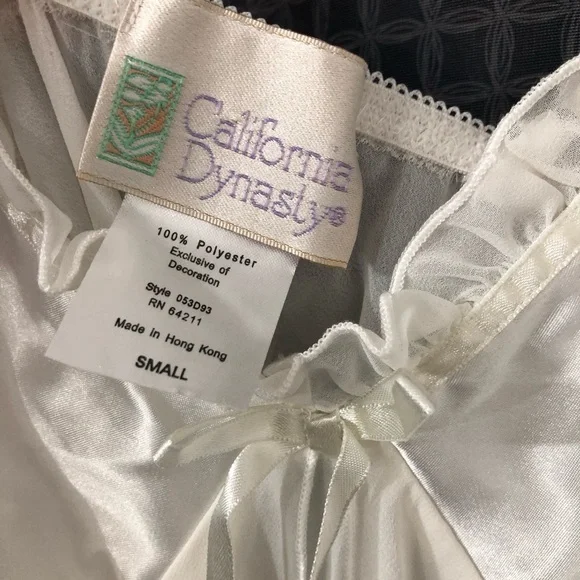 California
Dynasty®
100% Polyester
Exclusive of
Decoration
Style 053D93
RN 64211
Made in Hong Kong
SMALL